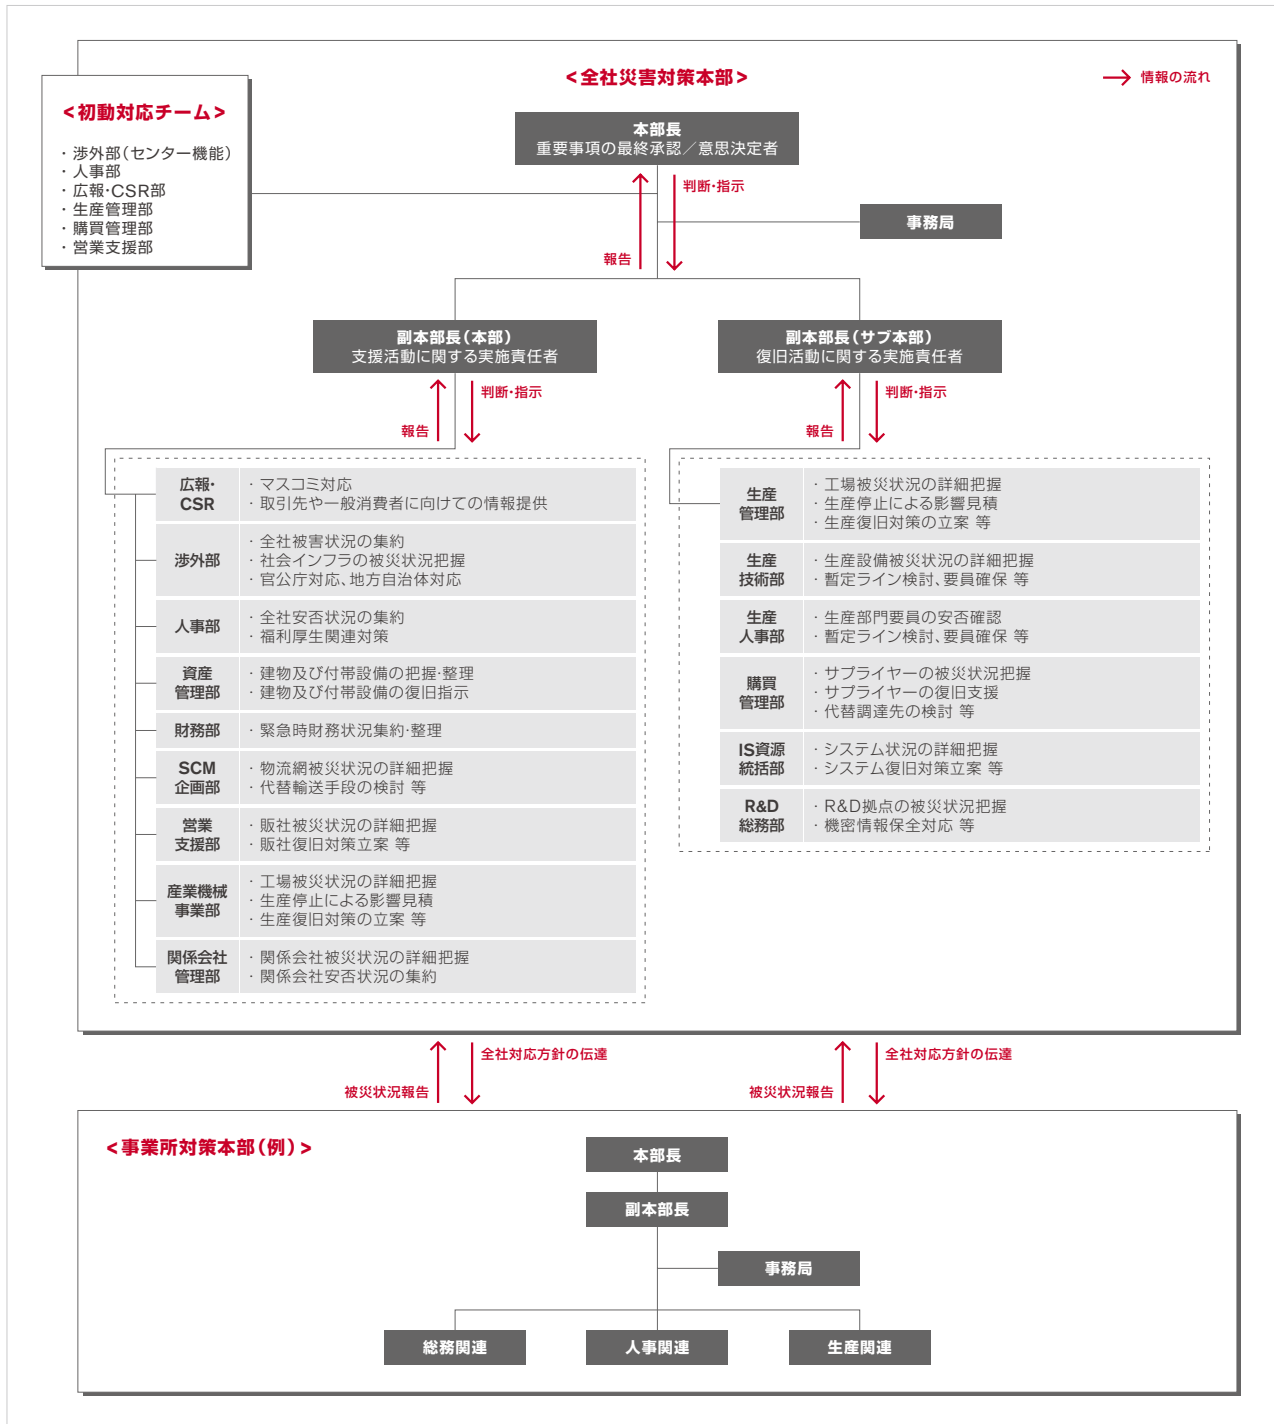 <全社災害対策本部>
情報の流れ
<初動対応チーム>
・渉外部(センター機能)
・人事部
・広報・CSR部
・生産管理部
・購買管理部
・営業支援部
本部長
重要事項の最終承認／意思決定者
判断・指示
報告
事務局
副本部長(本部)
支援活動に関する実施責任者
判断・指示
報告
副本部長(サブ本部)
復旧活動に関する実施責任者
判断・指示
報告
広報・
CSR
・マスコミ対応
・取引先や一般消費者に向けての情報提供
渉外部
・全社被害状況の集約
・社会インフラの被災状況把握
・官公庁対応、地方自治体対応
人事部
・全社安否状況の集約
・福利厚生関連対策
資産
管理部
・建物及び付帯設備の把握・整理
・建物及び付帯設備の復旧指示
財務部
・緊急時財務状況集約・整理
SCM
企画部
・物流網被災状況の詳細把握
・代替輸送手段の検討 等
営業
支援部
・販社被災状況の詳細把握
・販社復旧対策立案 等
産業機械
事業部
・工場被災状況の詳細把握
・生産停止による影響見積
・生産復旧対策の立案 等
関係会社
管理部
・関係会社被災状況の詳細把握
・関係会社安否状況の集約
生産
管理部
・工場被災状況の詳細把握
・生産停止による影響見積
・生産復旧対策の立案 等
生産
技術部
・生産設備被災状況の詳細把握
・暫定ライン検討、要員確保 等
生産
人事部
・生産部門要員の安否確認
・暫定ライン検討、要員確保 等
購買
管理部
・サプライヤーの被災状況把握
・サプライヤーの復旧支援
・代替調達先の検討 等
IS資源
統括部
・システム状況の詳細把握
・システム復旧対策立案 等
R&D
総務部
・R&D拠点の被災状況把握
・機密情報保全対応 等
全社対応方針の伝達
被災状況報告
全社対応方針の伝達
被災状況報告
<事業所対策本部(例)>
本部長
副本部長
事務局
総務関連
人事関連
生産関連